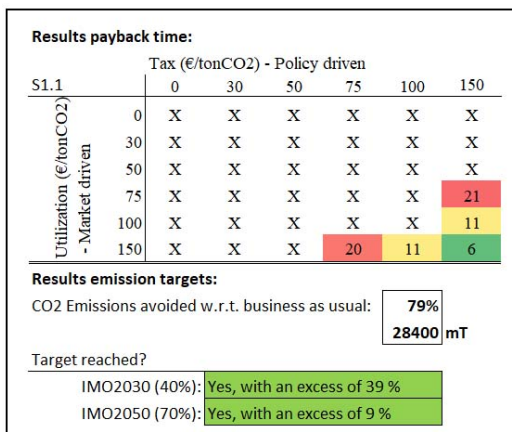 Results payback time:
Tax (€/tonCO2) - Policy driven
S1.1 0 30 50 75 100 150
Utilization (€/tonCO2)
- Market driven
0 X X X X X X
30 X X X X X X
50 X X X X X X
75 X X X X X 21
100 X X X X X 11
150 X X X 20 11 6
Results emission targets:
CO2 Emissions avoided w.r.t. business as usual: 79%
28400 mT
Target reached?
IMO2030 (40%): Yes, with an excess of 39 %
IMO2050 (70%): Yes, with an excess of 9 %